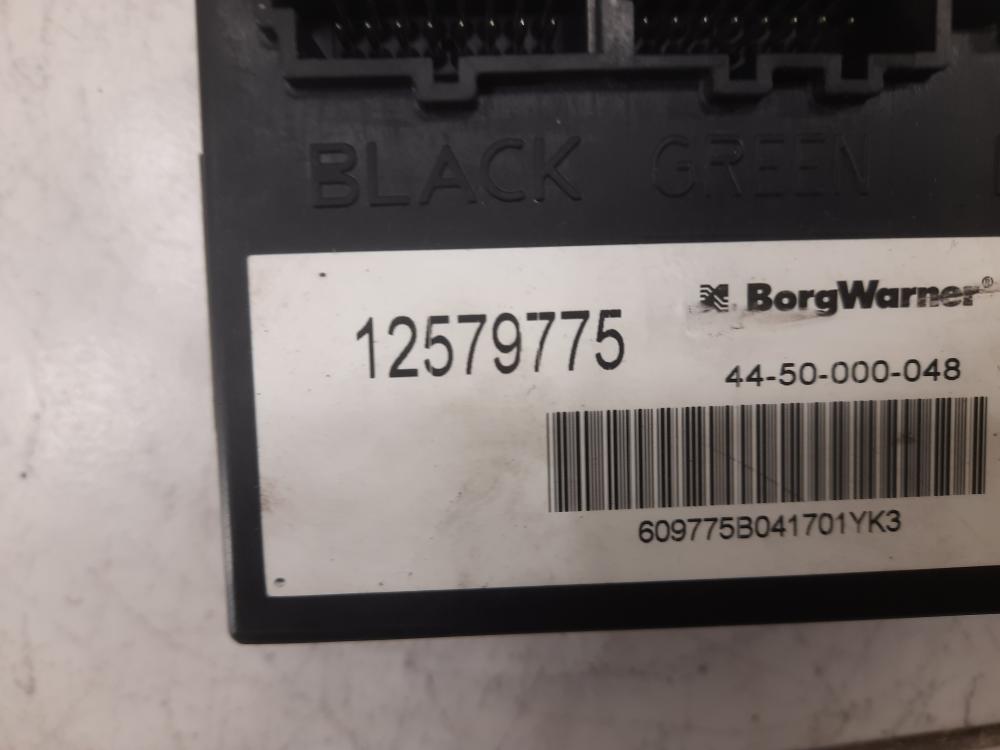 BLACK GREEN
12579775
BorgWarner®
44-50-000-048
609775B041701YK3